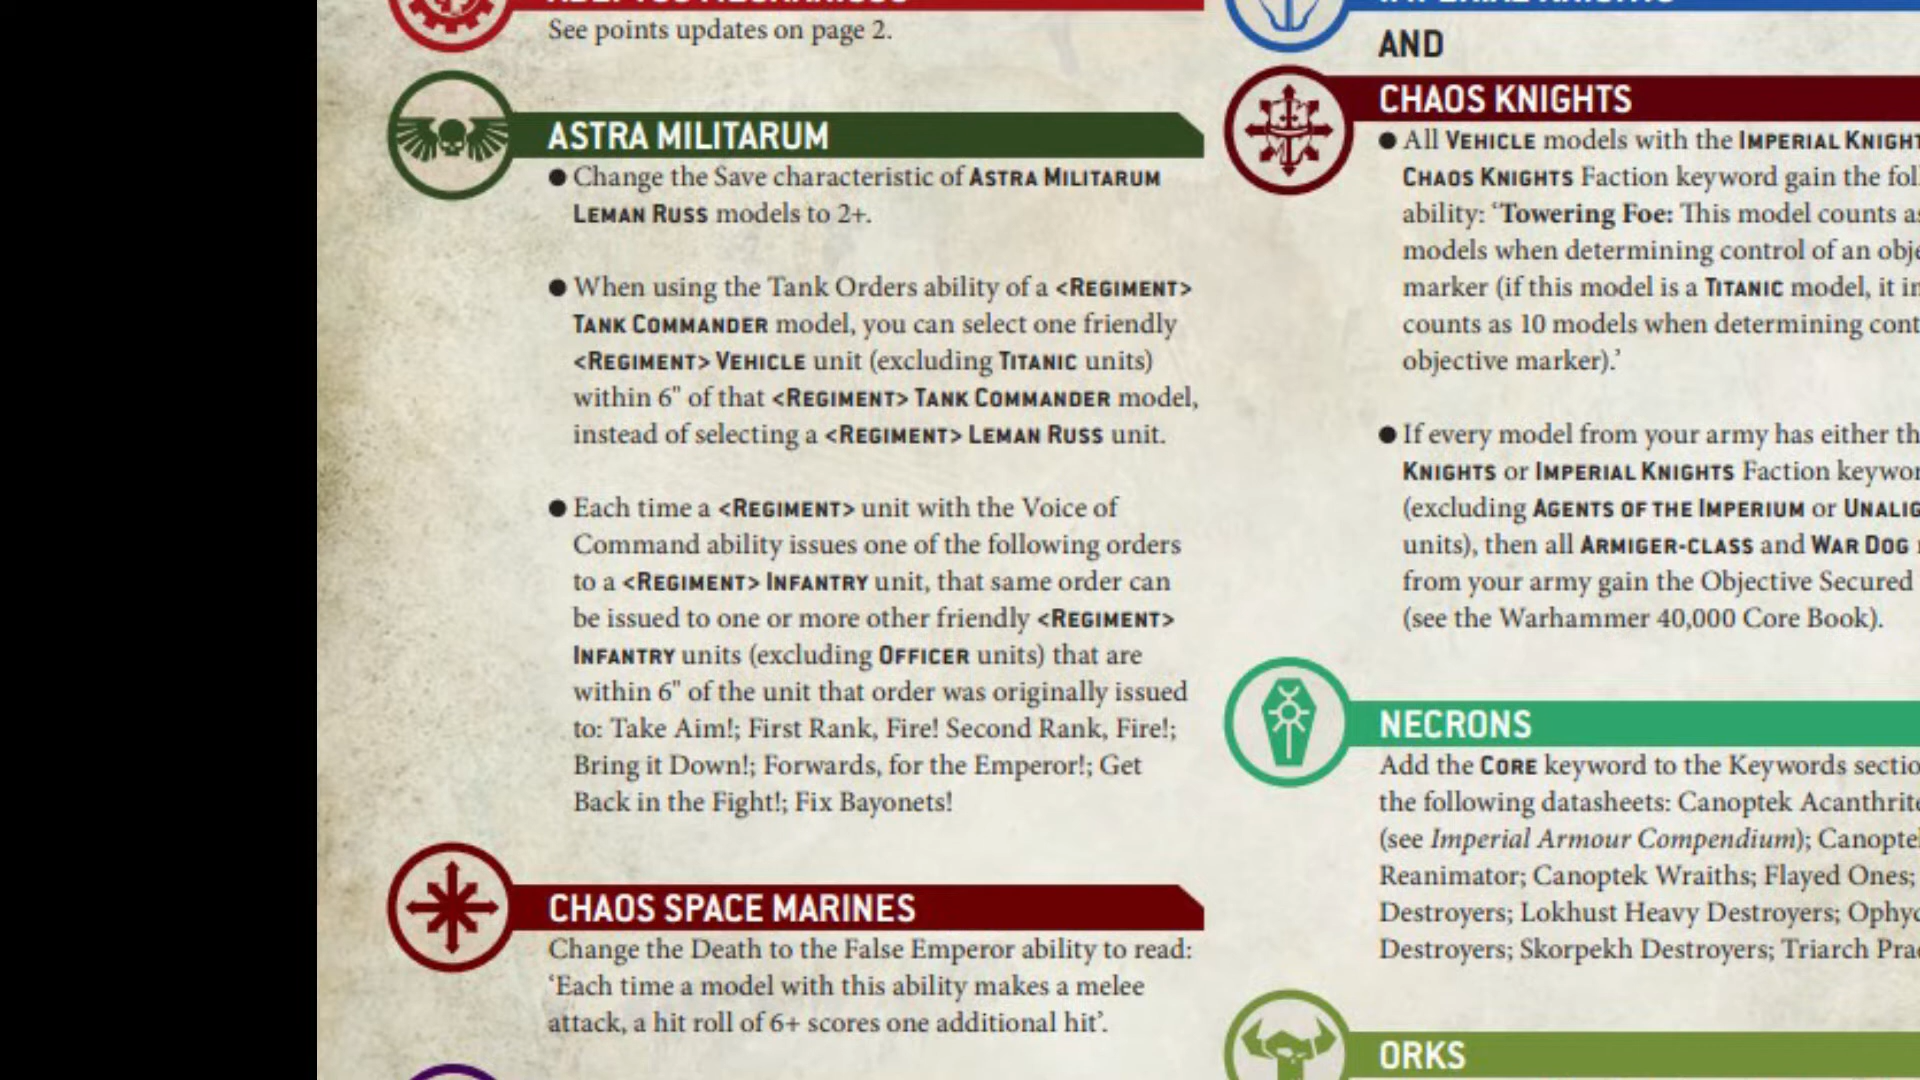 See points updates on page 2.
ASTRA MILITARUM
● Change the Save characteristic of ASTRA MILITARUM
LEMAN RUSS models to 2+.
● When using the Tank Orders ability of a <REGIMENT>
TANK COMMANDER model, you can select one friendly
<REGIMENT> VEHICLE unit (excluding TITANIC units)
within 6" of that <REGIMENT> TANK COMMANDER model,
instead of selecting a <REGIMENT> LEMAN RUSS unit.
● Each time a <REGIMENT> unit with the Voice of
Command ability issues one of the following orders
to a <REGIMENT> INFANTRY unit, that same order can
be issued to one or more other friendly <REGIMENT>
INFANTRY units (excluding OFFICER units) that are
within 6" of the unit that order was originally issued
to: Take Aim!; First Rank, Fire! Second Rank, Fire!;
Bring it Down!; Forwards, for the Emperor!; Get
Back in the Fight!; Fix Bayonets!
CHAOS SPACE MARINES
Change the Death to the False Emperor ability to read:
‘Each time a model with this ability makes a melee
attack, a hit roll of 6+ scores one additional hit’.
IMPERIAL KNIGHTS
AND
CHAOS KNIGHTS
● All VEHICLE models with the IMPERIAL KNIGHT
CHAOS KNIGHTS Faction keyword gain the
ability: ‘Towering Foe: This model counts as
models when determining control of an
marker (if this model is a TITANIC model, it
counts as 10 models when determining
objective marker).’
● If every model from your army has either
KNIGHTS or IMPERIAL KNIGHTS Faction
(excluding AGENTS OF THE IMPERIUM or
units), then all ARMIGER-CLASS and WAR DOG
from your army gain the Objective Secured
(see the Warhammer 40,000 Core Book).
NECRONS
Add the CORE keyword to the Keywords
the following datasheets: Canoptek
(see Imperial Armour Compendium);
Reanimator; Canoptek Wraiths; Flayed Ones;
Destroyers; Lokhust Heavy Destroyers;
Destroyers; Skorpekh Destroyers; Triarch
ORKS